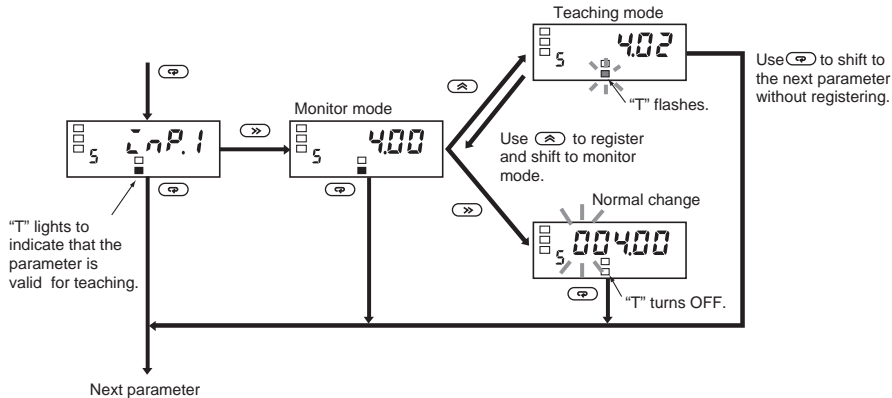 Teaching mode
S 4.02
Use to shift to
the next parameter
without registering.
"T" flashes.
Monitor mode
S InP.1
S 4.00
Use to register
and shift to monitor
mode.
Normal change
S 004.00
"T" lights to
indicate that the
parameter is
valid for teaching.
"T" turns OFF.
Next parameter